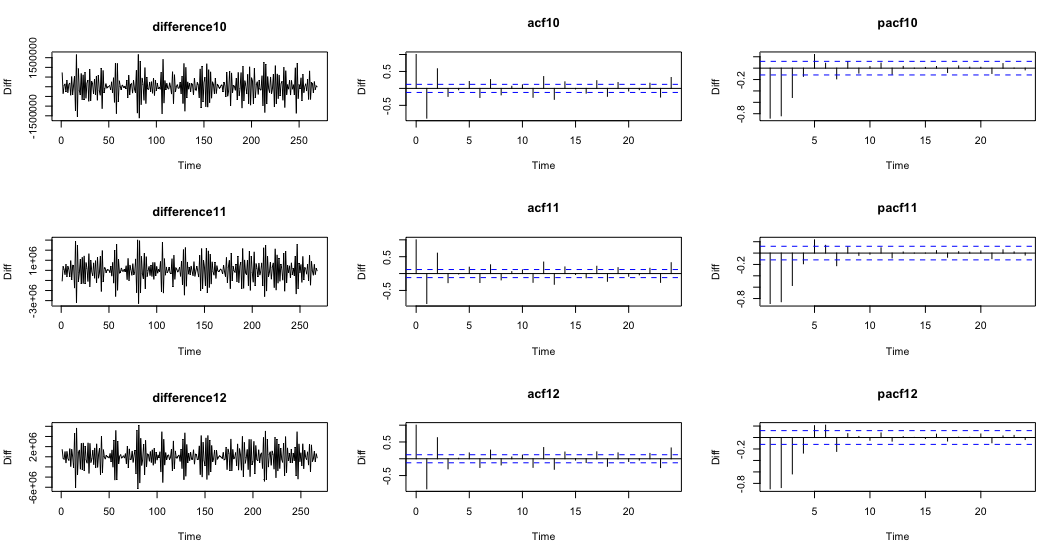 difference10
acf10
pacf10
Diff
-1500000 1500000
0 50 100 150 200 250
Time
Diff
-0.5 0.5
0 5 10 15 20
Time
Diff
-0.8 -0.2
5 10 15 20
Time
difference11
acf11
pacf11
Diff
-3e+06 1e+06
0 50 100 150 200 250
Time
Diff
-0.5 0.5
0 5 10 15 20
Time
Diff
-0.8 -0.2
5 10 15 20
Time
difference12
acf12
pacf12
Diff
-6e+06 2e+06
0 50 100 150 200 250
Time
Diff
-0.5 0.5
0 5 10 15 20
Time
Diff
-0.8 -0.2
5 10 15 20
Time